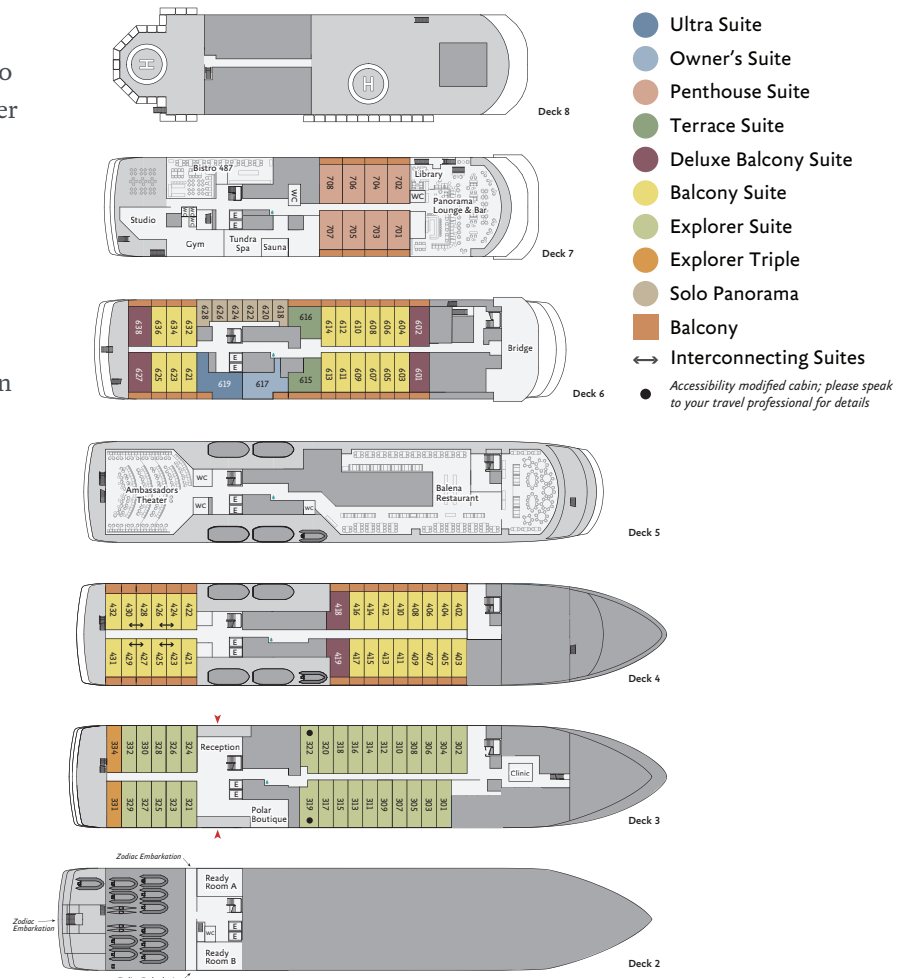 o
er
n
Ultra Suite
Owner's Suite
Penthouse Suite
Terrace Suite
Deluxe Balcony Suite
Balcony Suite
Explorer Suite
Explorer Triple
Solo Panorama
Balcony
Interconnecting Suites
Accessibility modified cabin; please speak
to your travel professional for details
H
H
Deck 8
Bistro 487
Library
WC
WC
Panorama
Lounge & Bar
Studio
WC
WC
WC
Gym
Tundra
Spa
Sauna
E
E
708
706
704
702
707
705
703
701
Deck 7
638
636
634
632
628
626
624
622
620
618
616
614
612
610
608
606
604
602
Bridge
E
E
627
625
623
621
619
617
615
613
611
609
607
605
603
601
Deck 6
Ambassadors
Theater
WC
WC
WC
E
E
Balena
Restaurant
Deck 5
432
430
428
426
424
422
418
416
414
412
410
408
406
404
402
E
E
431
429
427
425
423
421
419
417
415
413
411
409
407
405
403
Deck 4
334
332
330
328
326
324
Reception
322
320
318
316
314
312
310
308
306
304
302
Clinic
E
E
331
329
327
325
323
321
Polar
Boutique
319
317
315
313
311
309
307
305
303
301
Deck 3
Zodiac Embarkation
Ready
Room A
Zodiac
Embarkation
WC
E
E
Ready
Room B
Deck 2